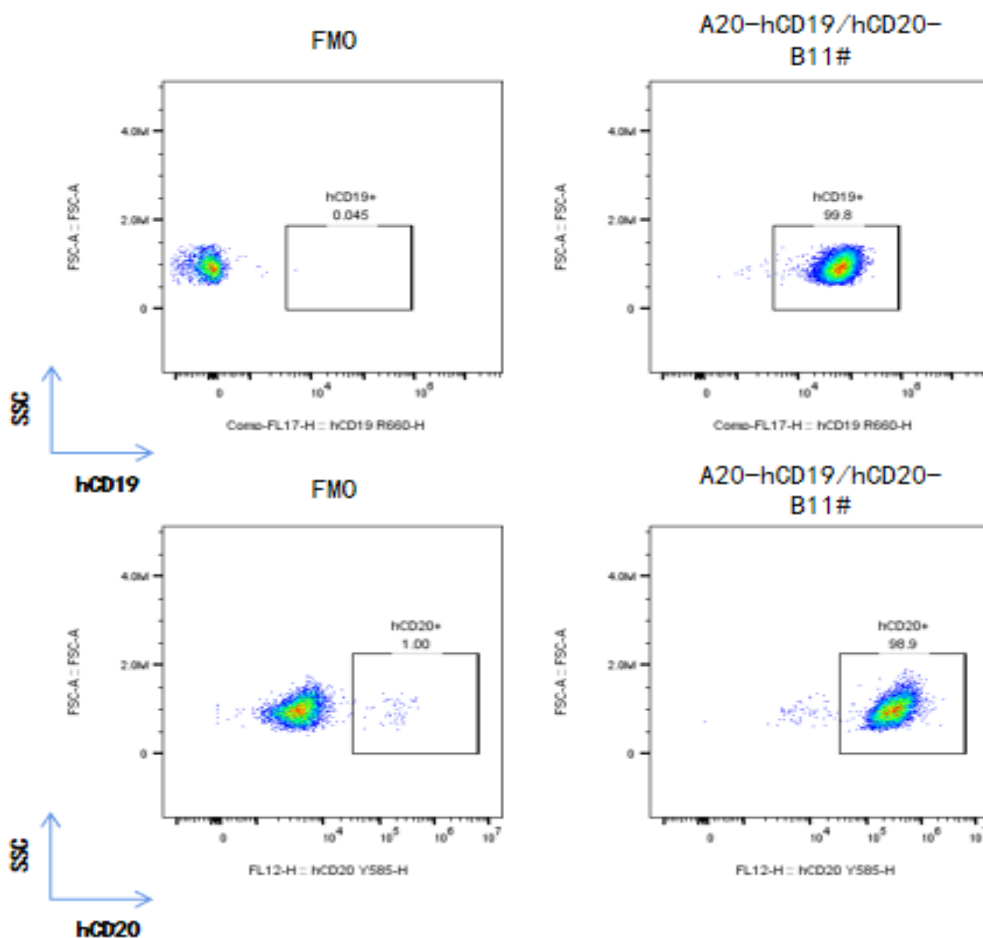 FMO
A20-hCD19/hCD20-
B11#
4.0M
2.0M
0
FSC-A :: FSC-A
hCD19+
0.045
0
10^4
10^6
Comp-FL17-H :: hCD19 R660-H
4.0M
2.0M
0
FSC-A :: FSC-A
hCD19+
99.8
0
10^4
10^6
Comp-FL17-H :: hCD19 R660-H
SSC
hCD19
FMO
A20-hCD19/hCD20-
B11#
4.0M
2.0M
0
FSC-A :: FSC-A
hCD20+
1.00
0
10^4
10^5
10^6
10^7
FL12-H :: hCD20 Y585-H
4.0M
2.0M
0
FSC-A :: FSC-A
hCD20+
98.9
0
10^4
10^5
10^6
10^7
FL12-H :: hCD20 Y585-H
SSC
hCD20